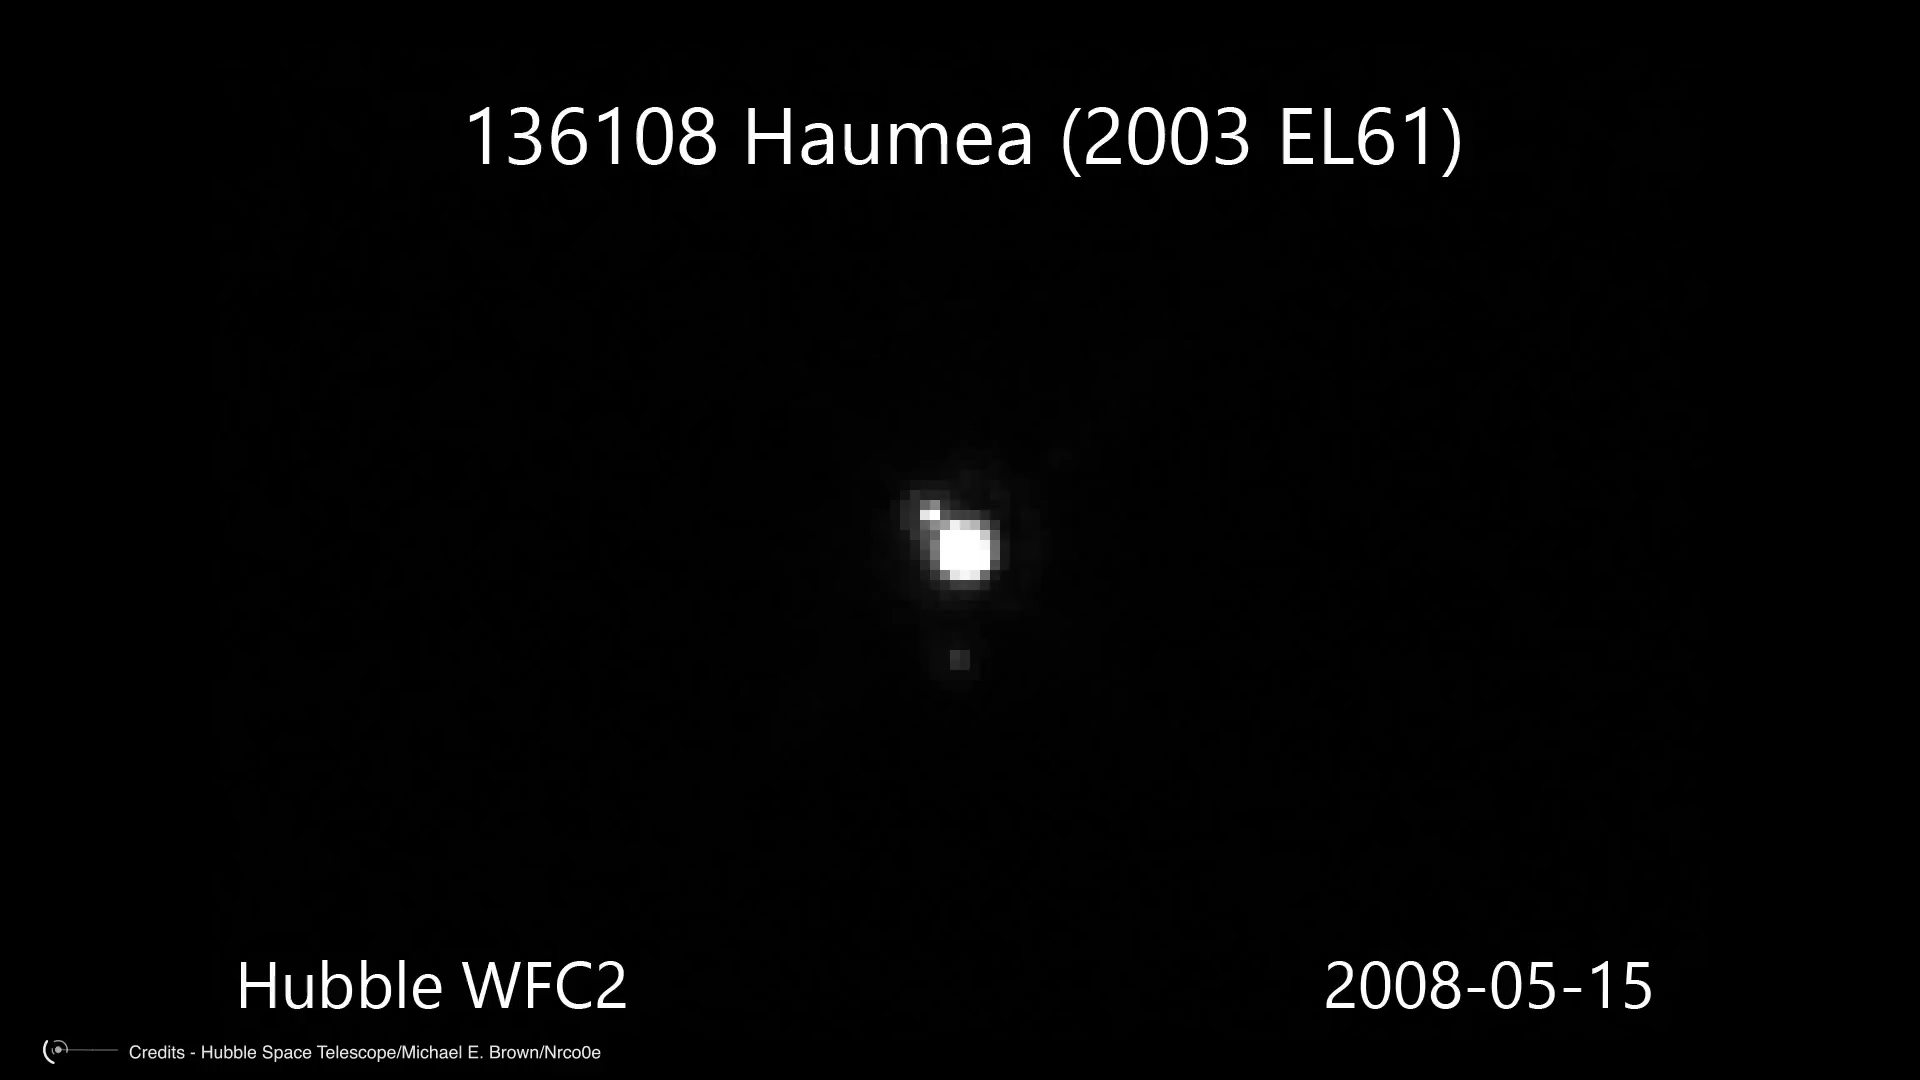 136108 Haumea (2003 EL61)
Hubble WFC2
2008-05-15
Credits - Hubble Space Telescope/Michael E. Brown/Nrco0e